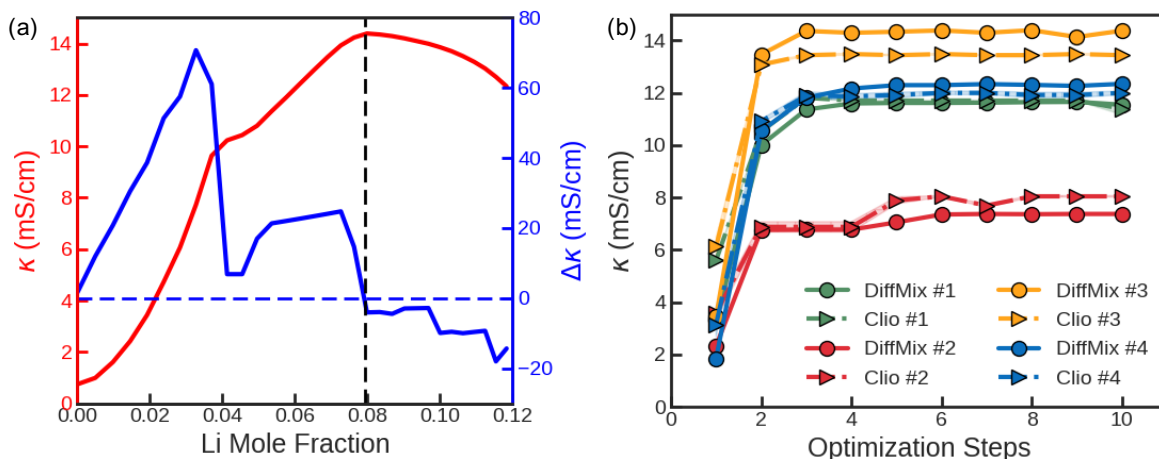 (a)
κ (mS/cm)
14
12
10
8
6
4
2
0
0.00 0.02 0.04 0.06 0.08 0.10 0.12
Li Mole Fraction
80
60
40
20
0
−20
Δκ (mS/cm)
(b)
κ (mS/cm)
14
12
10
8
6
4
2
0
0 2 4 6 8 10
Optimization Steps
DiffMix #1
Clio #1
DiffMix #2
Clio #2
DiffMix #3
Clio #3
DiffMix #4
Clio #4